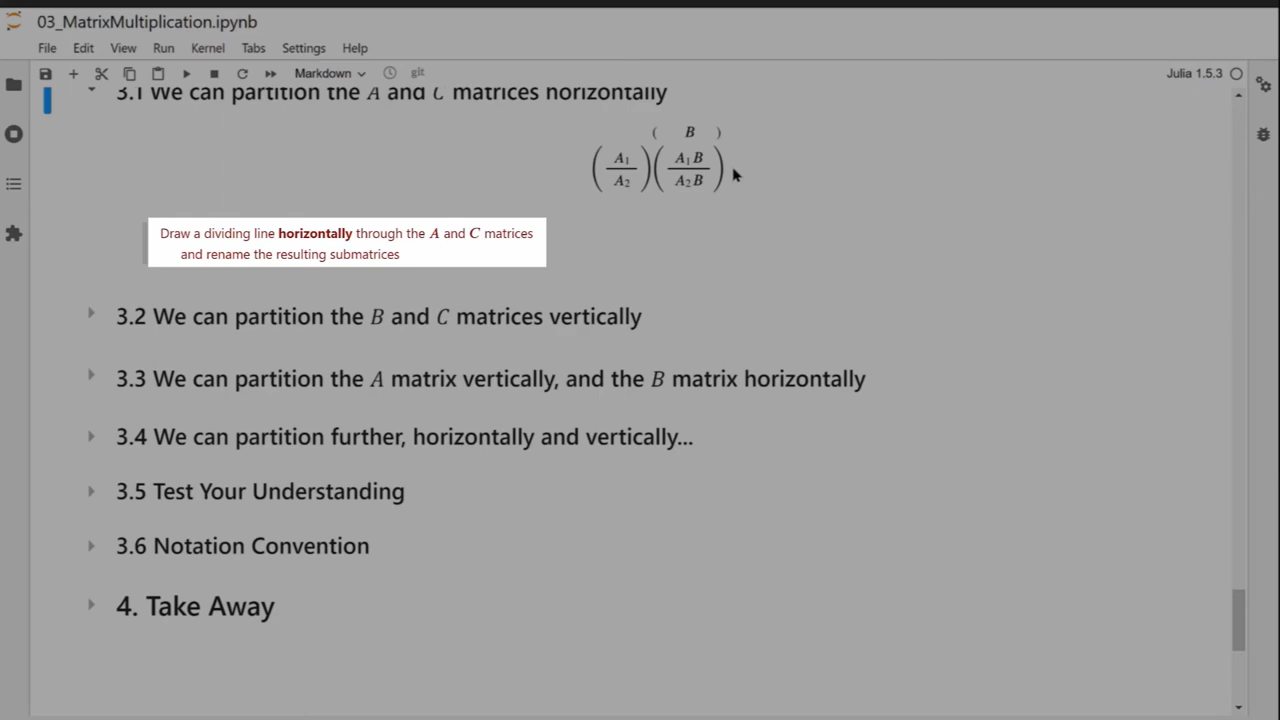 03_MatrixMultiplication.ipynb
File Edit View Run Kernel Tabs Settings Help
Markdown git Julia 1.5.3
3.1 We can partition the A and C matrices horizontally
( B )
A₁ A₁B
A₂ A₂B
Draw a dividing line horizontally through the A and C matrices
and rename the resulting submatrices
3.2 We can partition the B and C matrices vertically
3.3 We can partition the A matrix vertically, and the B matrix horizontally
3.4 We can partition further, horizontally and vertically...
3.5 Test Your Understanding
3.6 Notation Convention
4. Take Away